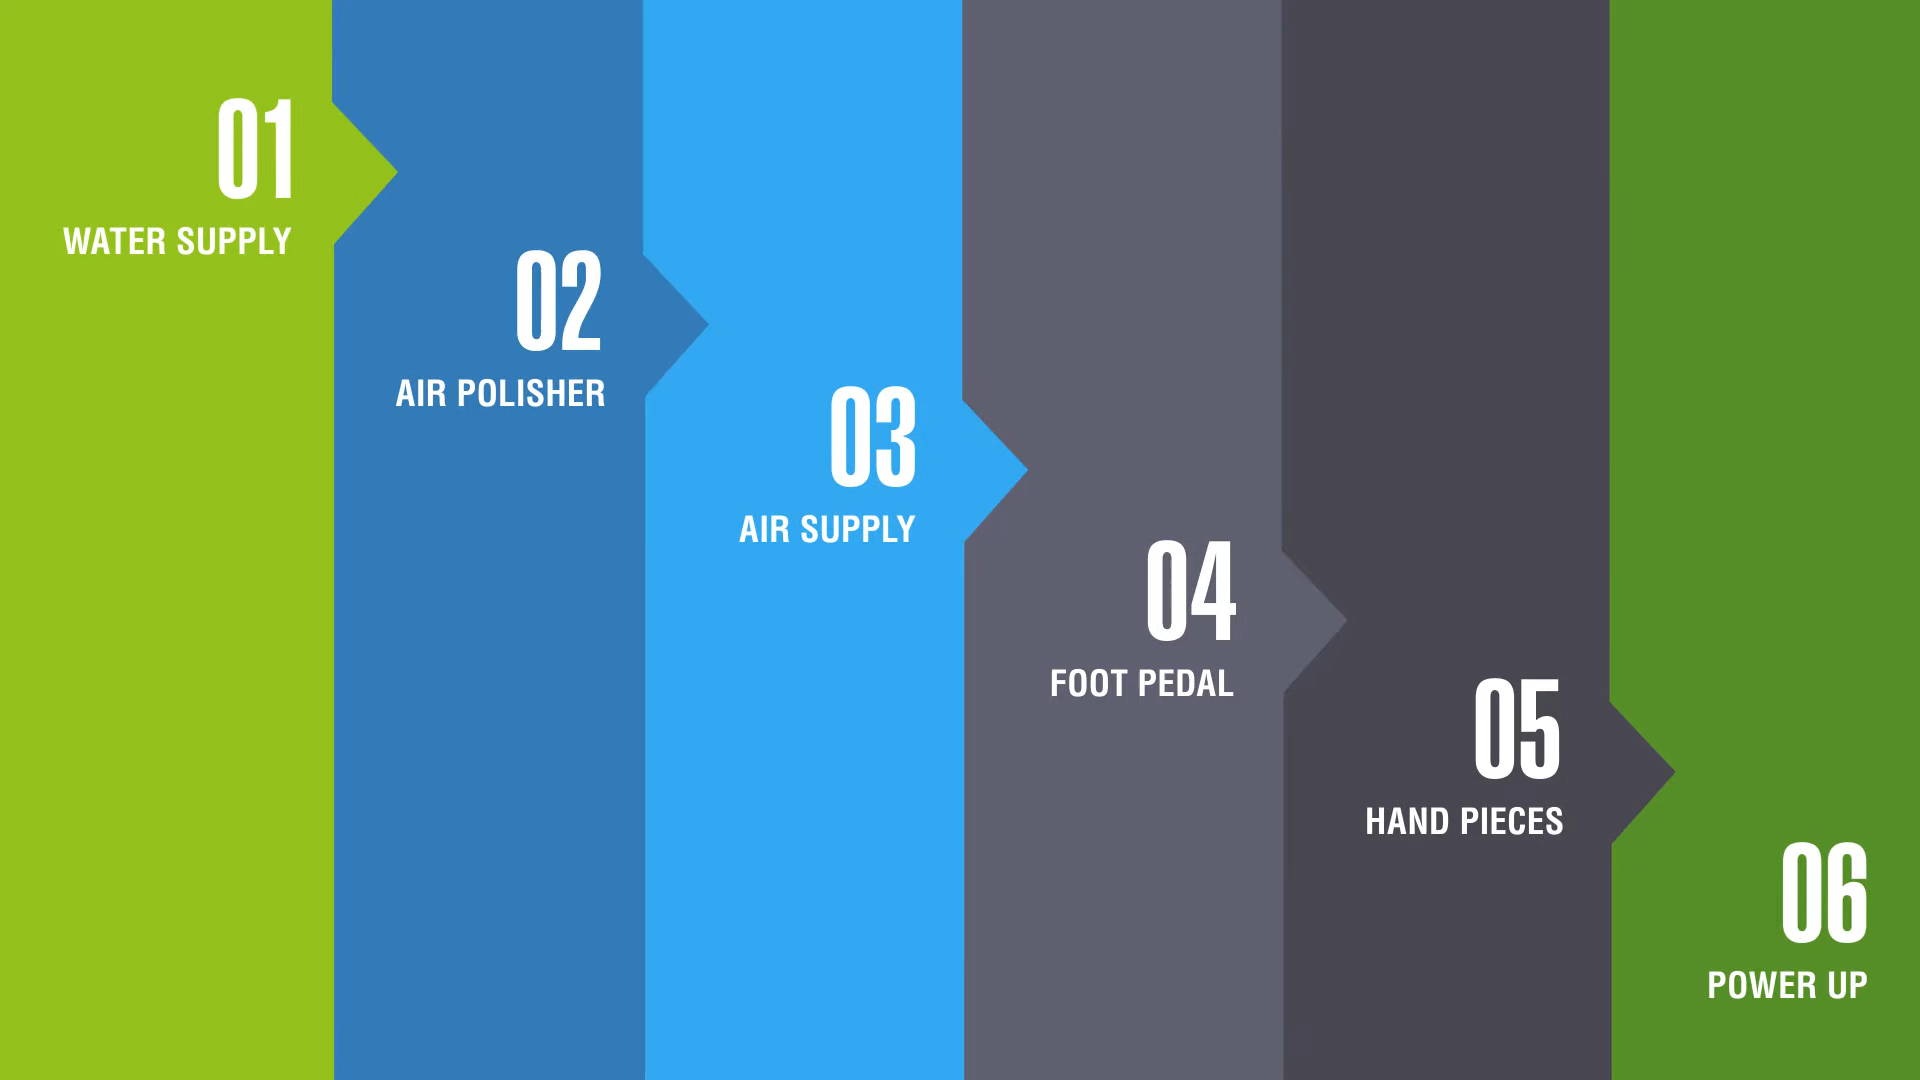 01
WATER SUPPLY
02
AIR POLISHER
03
AIR SUPPLY
04
FOOT PEDAL
05
HAND PIECES
06
POWER UP